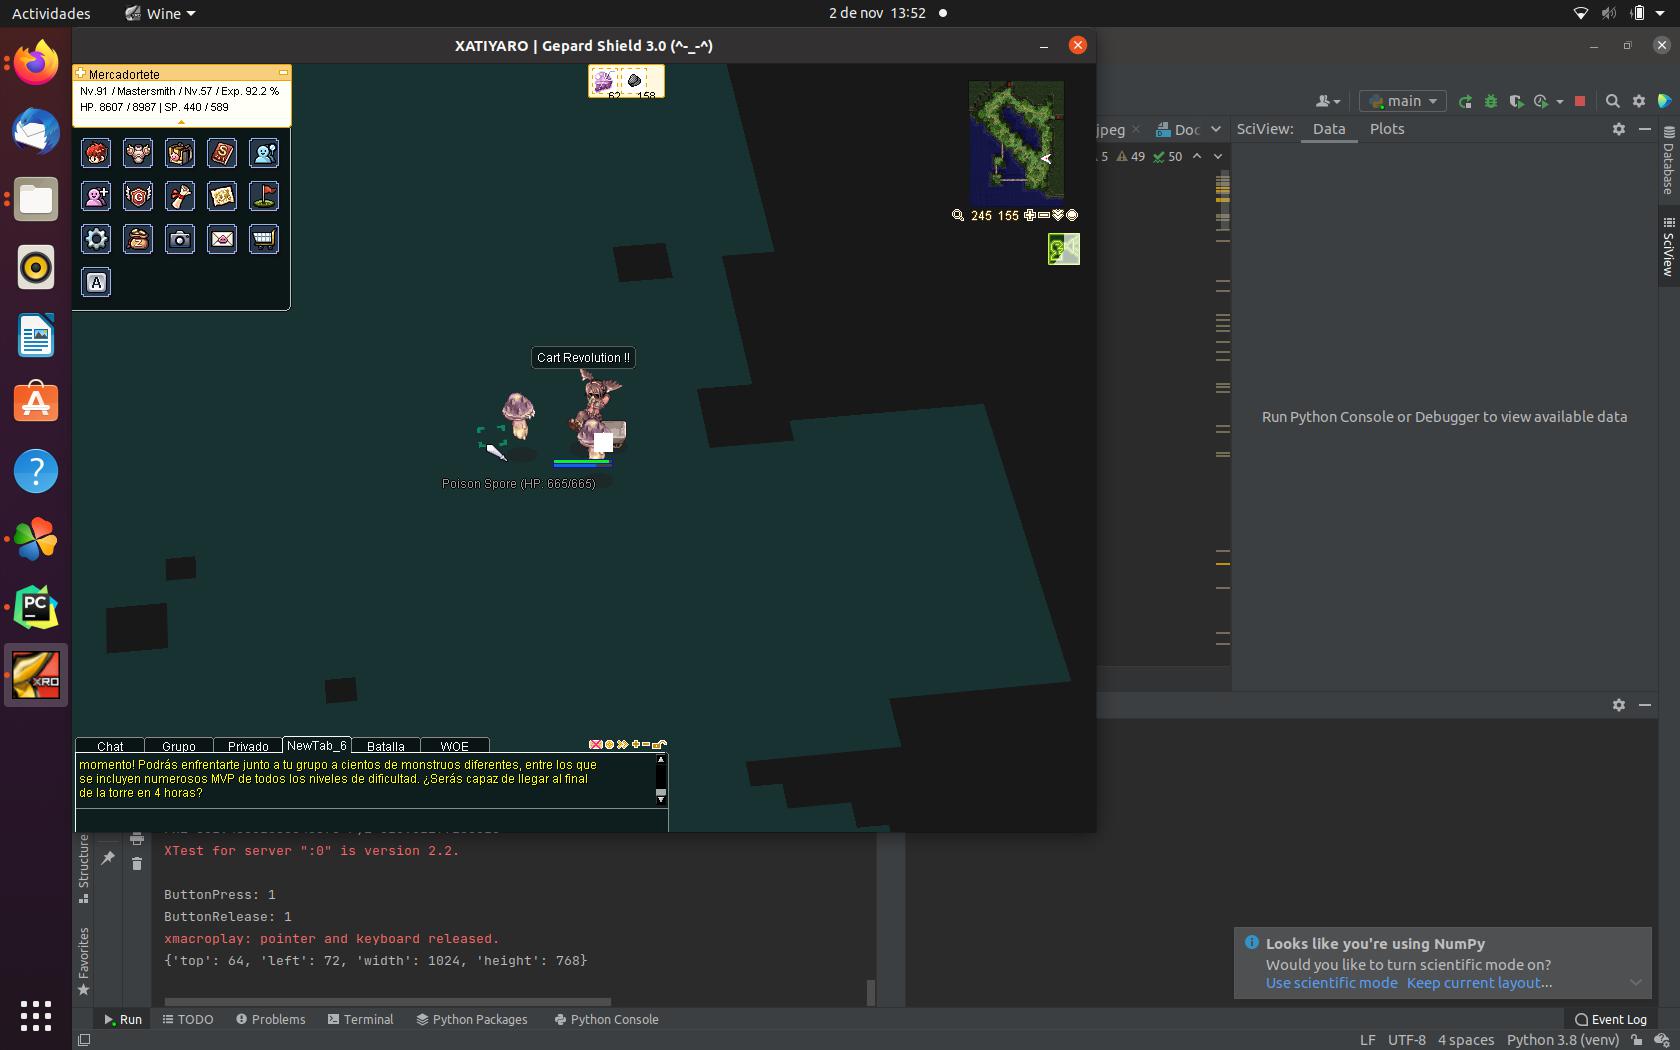 Actividades
Wine
2 de nov 13:52
XATIYARO | Gepard Shield 3.0 (^-_-^)
Mercadortete
Nv.91 / Mastersmith / Nv.57 / Exp. 92.2 %
HP. 8607 / 8987 | SP. 440 / 589
62 158
245 155
A
Cart Revolution !!
Poison Spore (HP: 665/665)
Chat Grupo Privado NewTab_6 Batalla WOE
momento! Podrás enfrentarte junto a tu grupo a cientos de monstruos diferentes, entre los que
se incluyen numerosos MVP de todos los niveles de dificultad. ¿Serás capaz de llegar al final
de la torre en 4 horas?
main
jpeg
Doc
SciView: Data Plots
5 49 50
Database
SciView
Run Python Console or Debugger to view available data
PC
XRO
Structure
Favorites
XTest for server ":0" is version 2.2.
ButtonPress: 1
ButtonRelease: 1
xmacroplay: pointer and keyboard released.
{'top': 64, 'left': 72, 'width': 1024, 'height': 768}
Looks like you're using NumPy
Would you like to turn scientific mode on?
Use scientific mode Keep current layout...
Run TODO Problems Terminal Python Packages Python Console
Event Log
LF UTF-8 4 spaces Python 3.8 (venv)